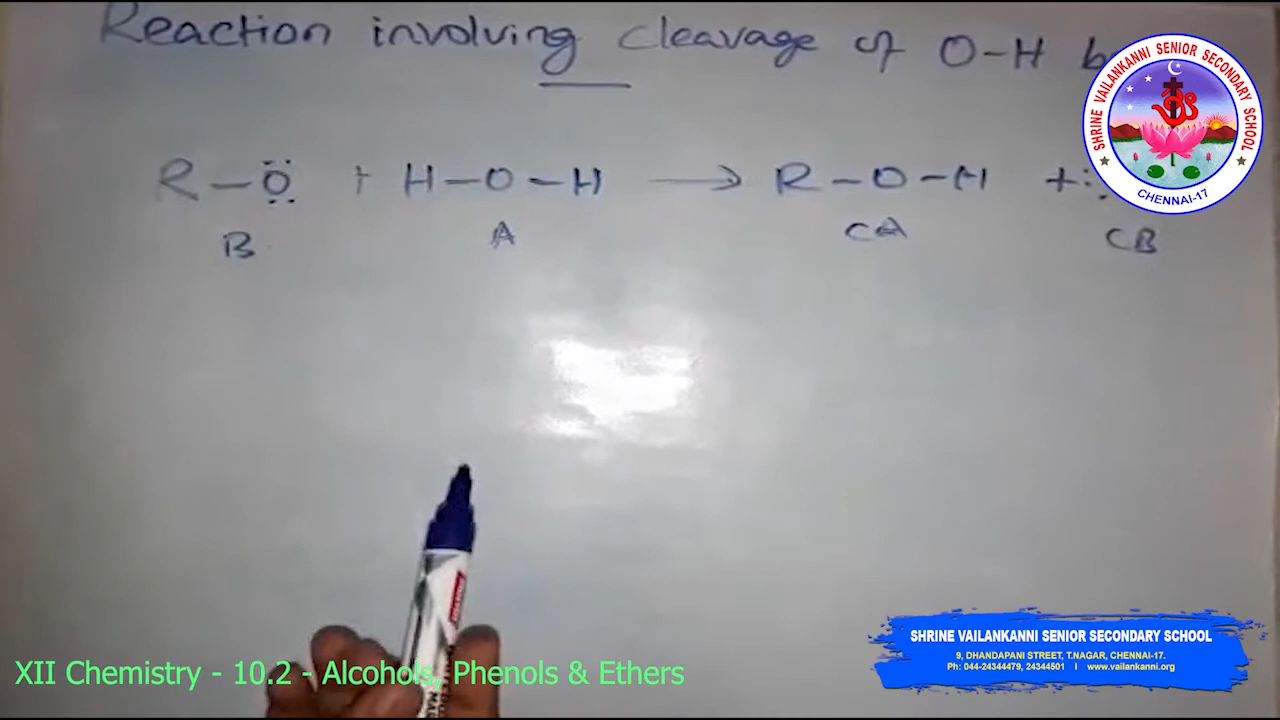 Reaction involving cleavage of O-H
R - O + H - O - H → R - O - H +
B A CA CB
SHRINE VAILANKANNI SENIOR SECONDARY SCHOOL
CHENNAI-17
SHRINE VAILANKANNI SENIOR SECONDARY SCHOOL
9, DHANDAPANI STREET, T.NAGAR, CHENNAI-17.
Ph: 044-24344479, 24344501 I www.vailankanni.org
XII Chemistry - 10.2 - Alcohols, Phenols & Ethers